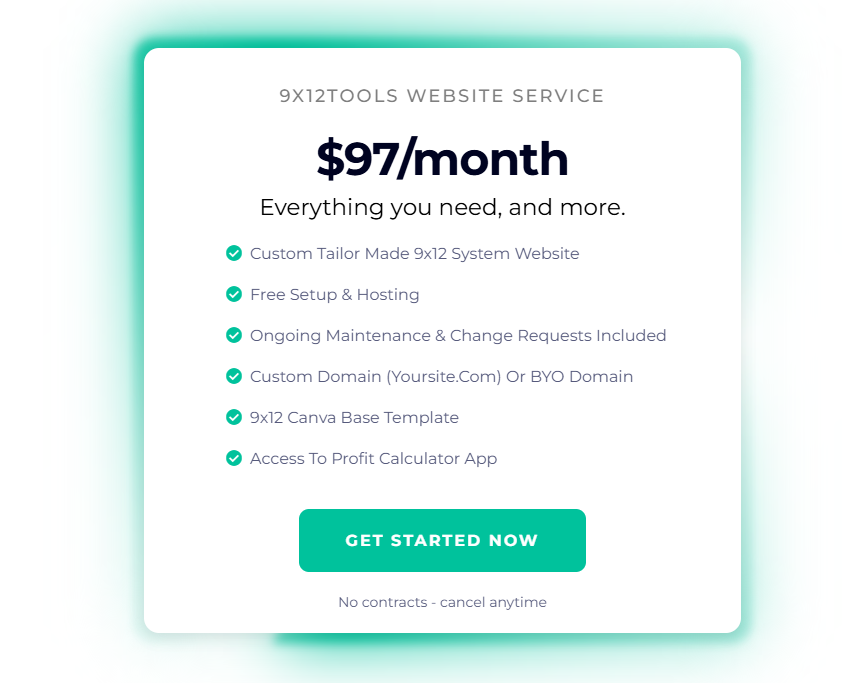 9X12TOOLS WEBSITE SERVICE
$97/month
Everything you need, and more.
Custom Tailor Made 9x12 System Website
Free Setup & Hosting
Ongoing Maintenance & Change Requests Included
Custom Domain (Yoursite.Com) Or BYO Domain
9x12 Canva Base Template
Access To Profit Calculator App
GET STARTED NOW
No contracts - cancel anytime